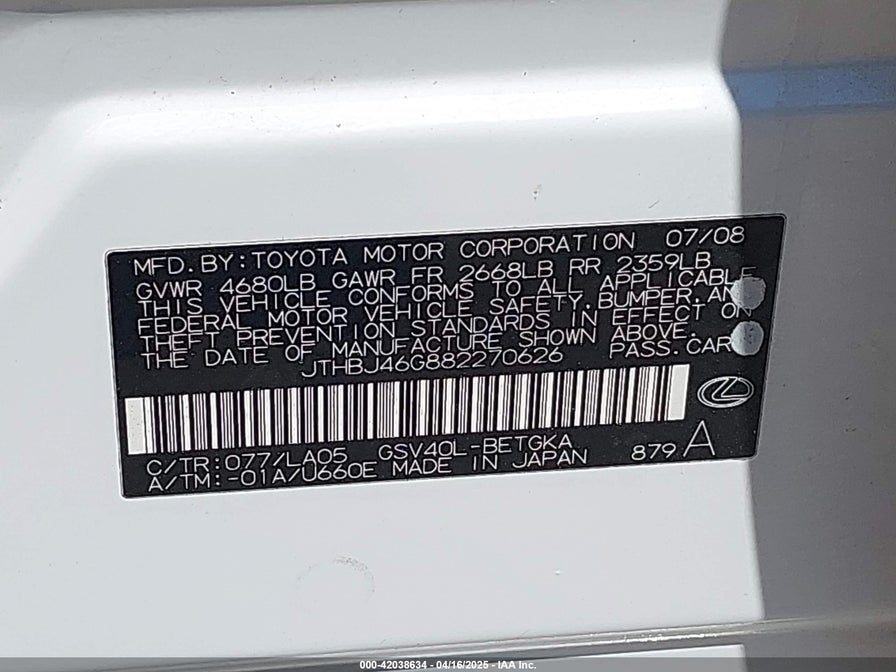 MFD. BY: TOYOTA MOTOR CORPORATION 07/08
GVWR 4680LB GAWR FR 2668LB RR 2359LB
THIS VEHICLE CONFORMS TO ALL APPLICABLE
FEDERAL MOTOR VEHICLE SAFETY, BUMPER, AND
THEFT PREVENTION STANDARDS IN EFFECT ON
THE DATE OF MANUFACTURE SHOWN ABOVE.
JTHBJ46G882270626 PASS. CAR
C/TR: 077/LA05 GSV40L-BETGKA
A/TM: -01A/U660E MADE IN JAPAN 879 A
000-42038634 - 04/16/2025 - IAA Inc.